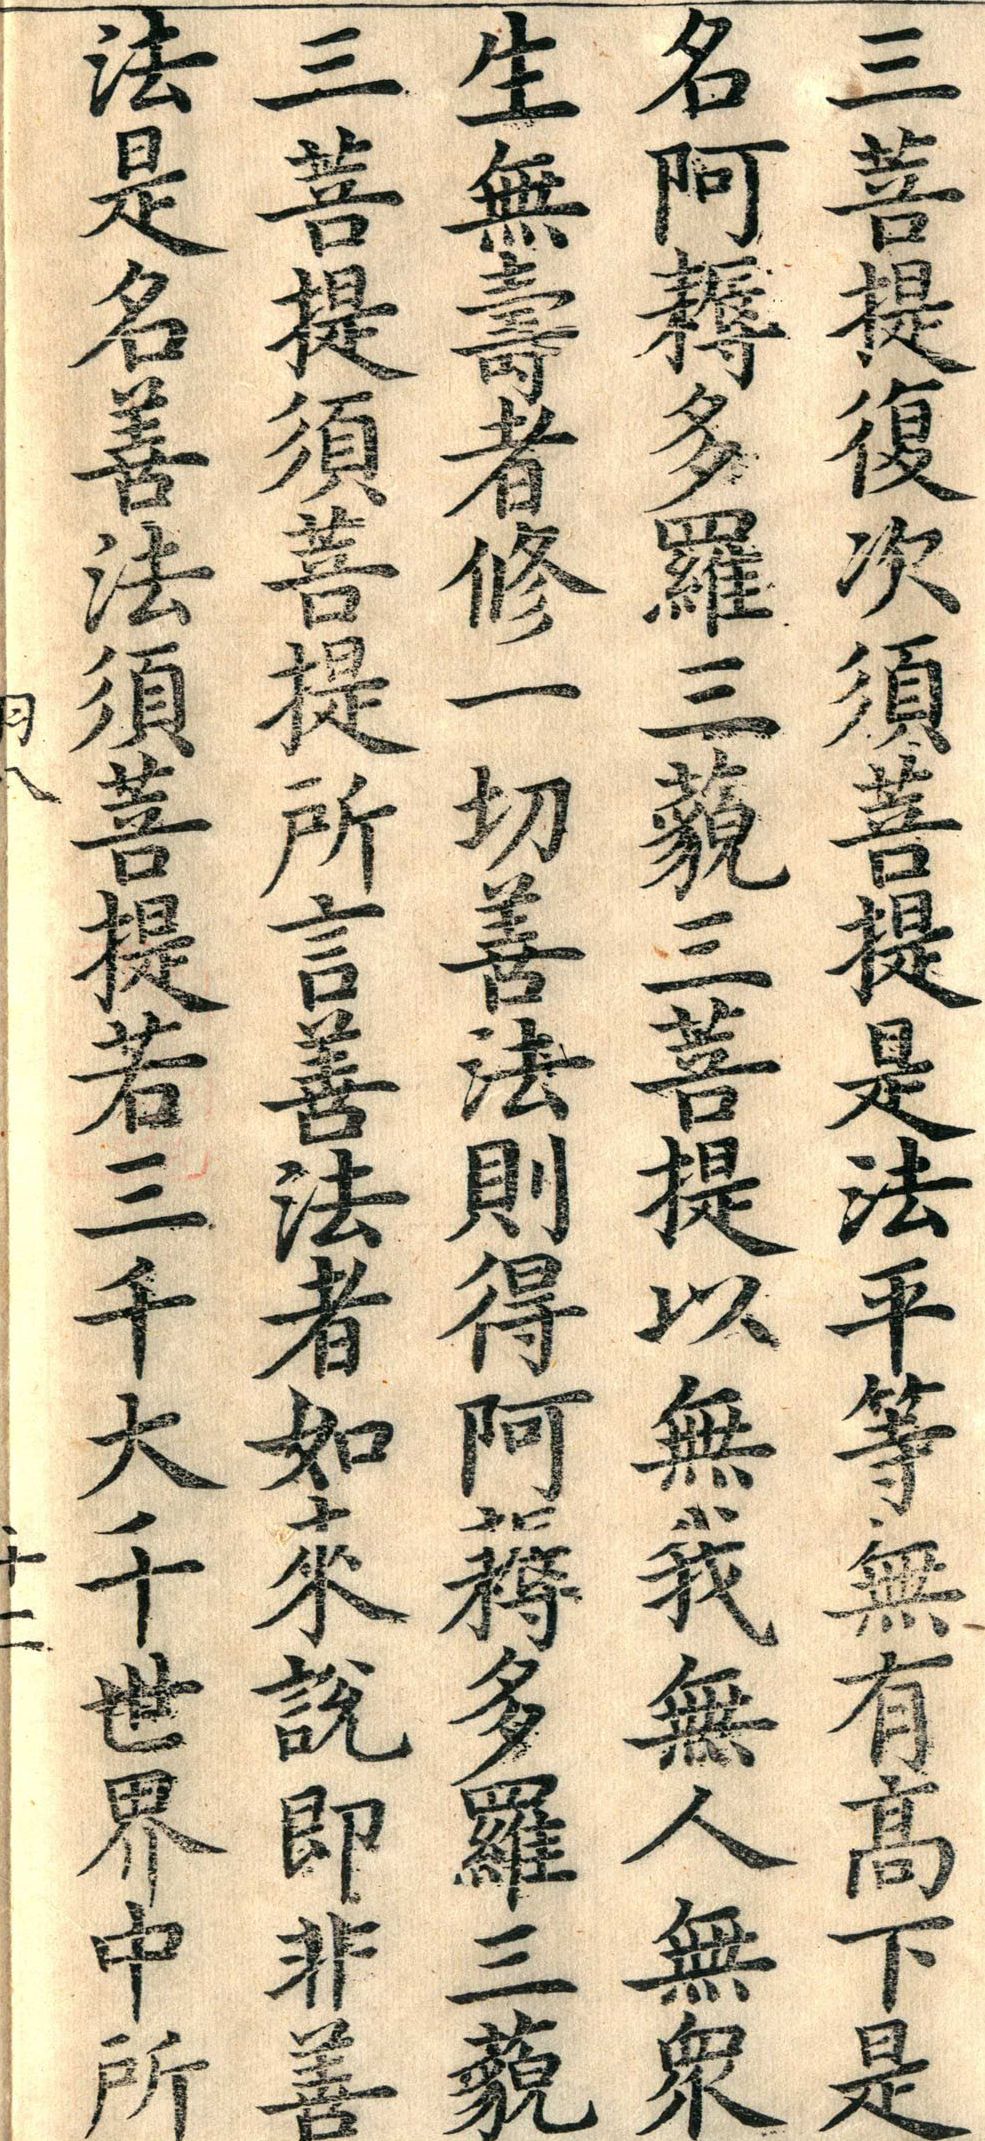 三菩提復次須菩提是法平等無有高下是
名阿耨多羅三藐三菩提以無我無人無衆
生無壽者修一切善法則得阿耨多羅三藐
三菩提須菩提所言善法者如來說即非善
法是名善法須菩提若三千大千世界中所
十二